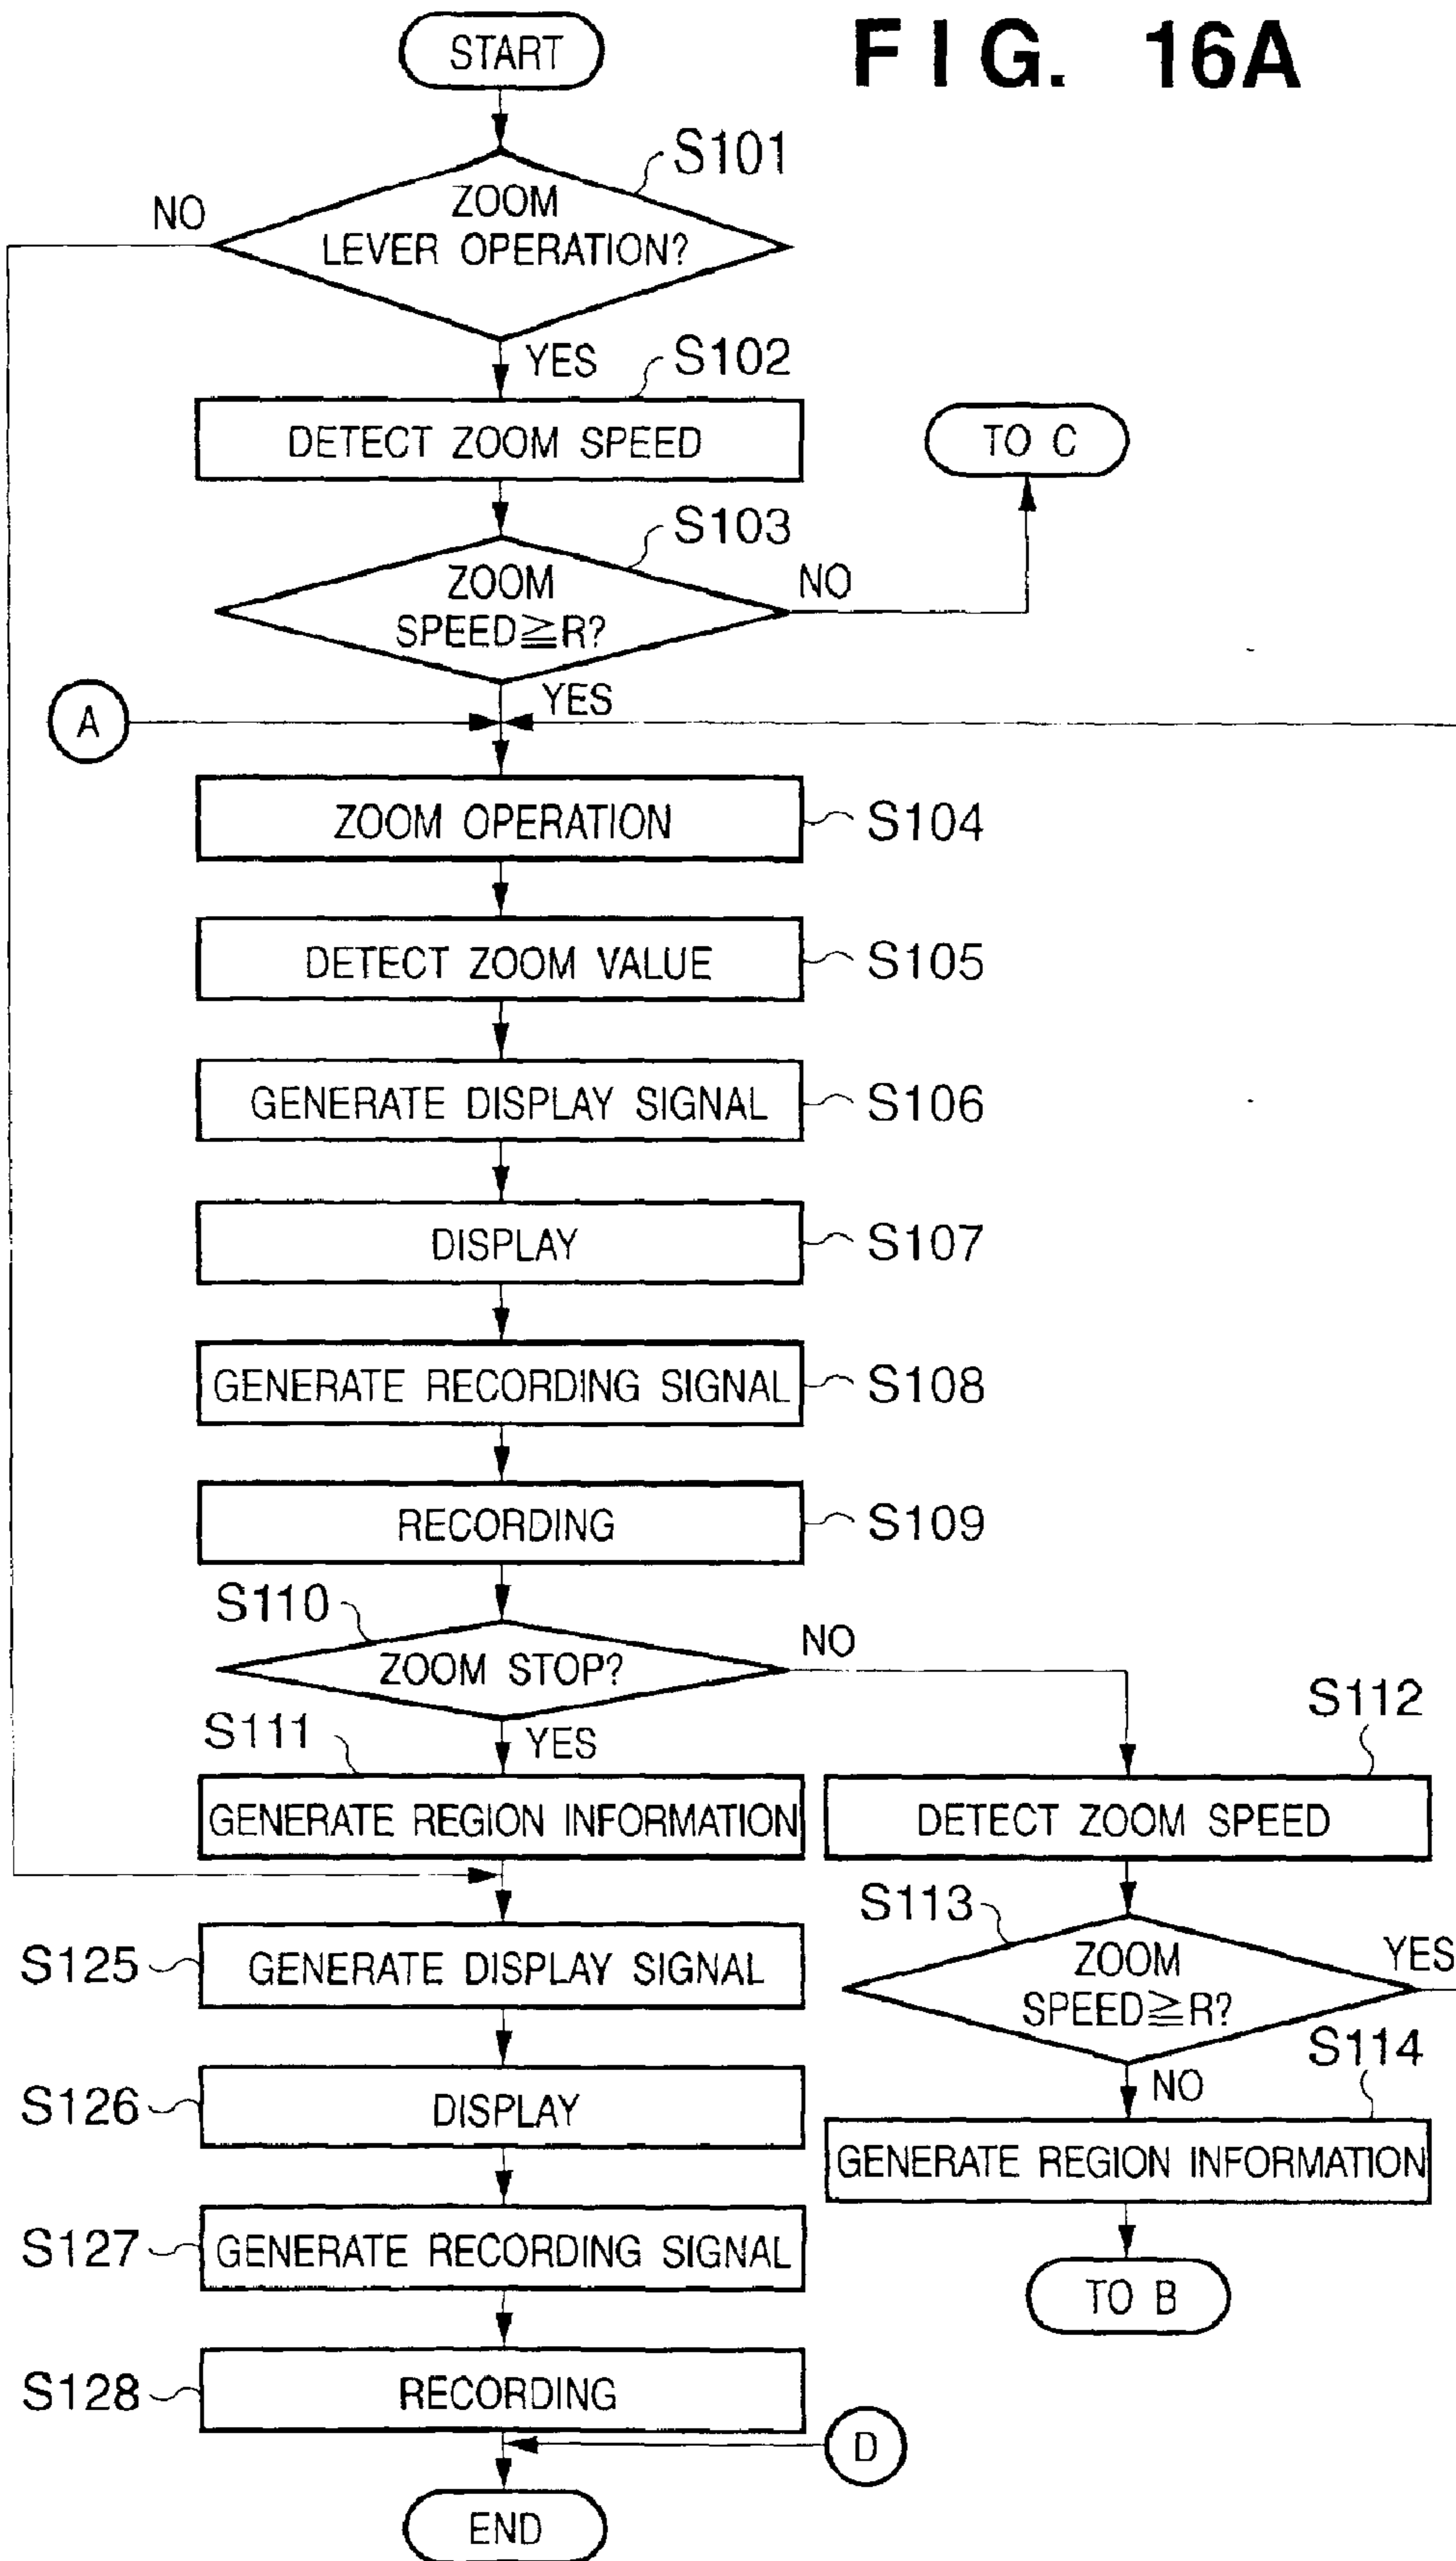 FIG. 16A
START
S101
ZOOM
LEVER OPERATION?
NO
YES
S102
DETECT ZOOM SPEED
TO C
S103
ZOOM
SPEED≧R?
NO
YES
A
ZOOM OPERATION
S104
DETECT ZOOM VALUE
S105
GENERATE DISPLAY SIGNAL
S106
DISPLAY
S107
GENERATE RECORDING SIGNAL
S108
RECORDING
S109
S110
ZOOM STOP?
NO
YES
S111
GENERATE REGION INFORMATION
S112
DETECT ZOOM SPEED
S113
ZOOM
SPEED≧R?
YES
NO
S114
GENERATE REGION INFORMATION
TO B
S125
GENERATE DISPLAY SIGNAL
S126
DISPLAY
S127
GENERATE RECORDING SIGNAL
S128
RECORDING
D
END